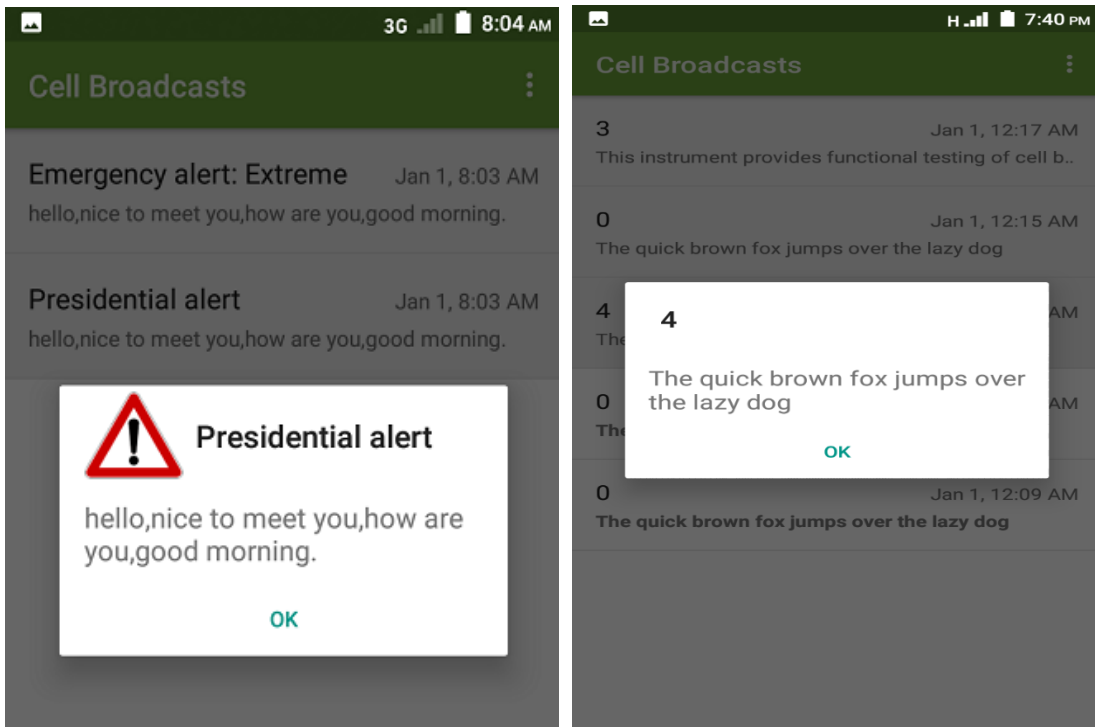 3G 8:04 AM
Cell Broadcasts
Emergency alert: Extreme Jan 1, 8:03 AM
hello,nice to meet you,how are you,good morning.
Presidential alert Jan 1, 8:03 AM
hello,nice to meet you,how are you,good morning.
Presidential alert
hello,nice to meet you,how are
you,good morning.
OK
H 7:40 PM
Cell Broadcasts
3 Jan 1, 12:17 AM
This instrument provides functional testing of cell b..
0 Jan 1, 12:15 AM
The quick brown fox jumps over the lazy dog
4 AM
The
4
The quick brown fox jumps over
the lazy dog
OK
0 AM
The
0 Jan 1, 12:09 AM
The quick brown fox jumps over the lazy dog